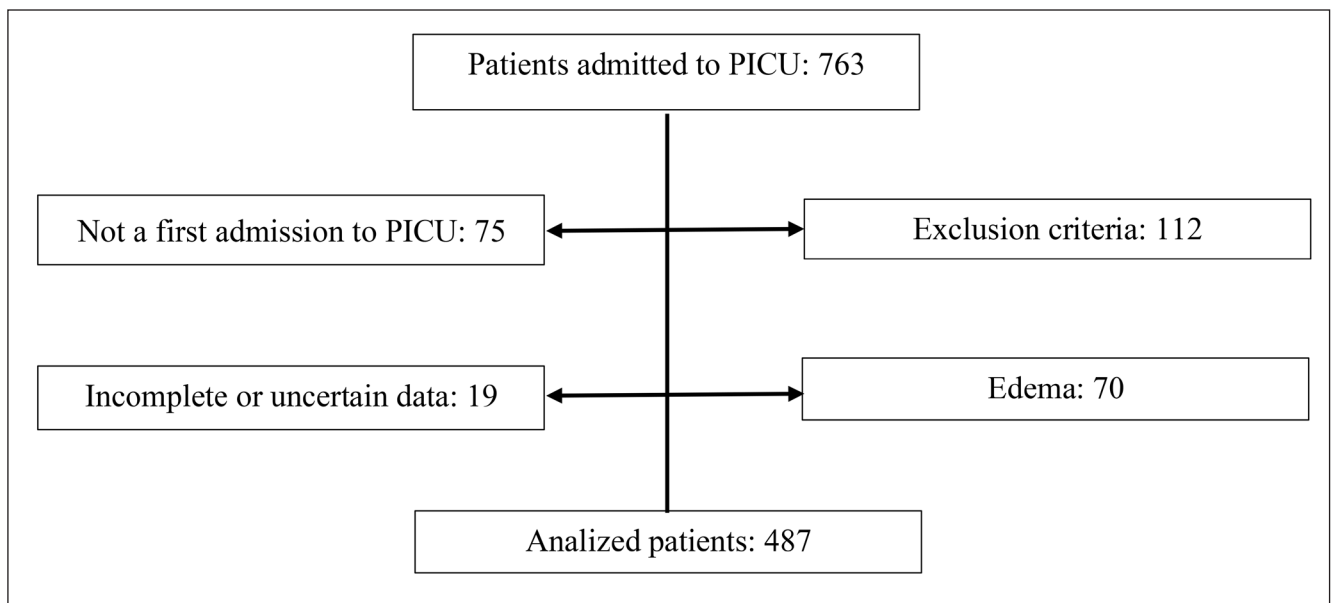 Patients admitted to PICU: 763
Not a first admission to PICU: 75
Exclusion criteria: 112
Incomplete or uncertain data: 19
Edema: 70
Analized patients: 487